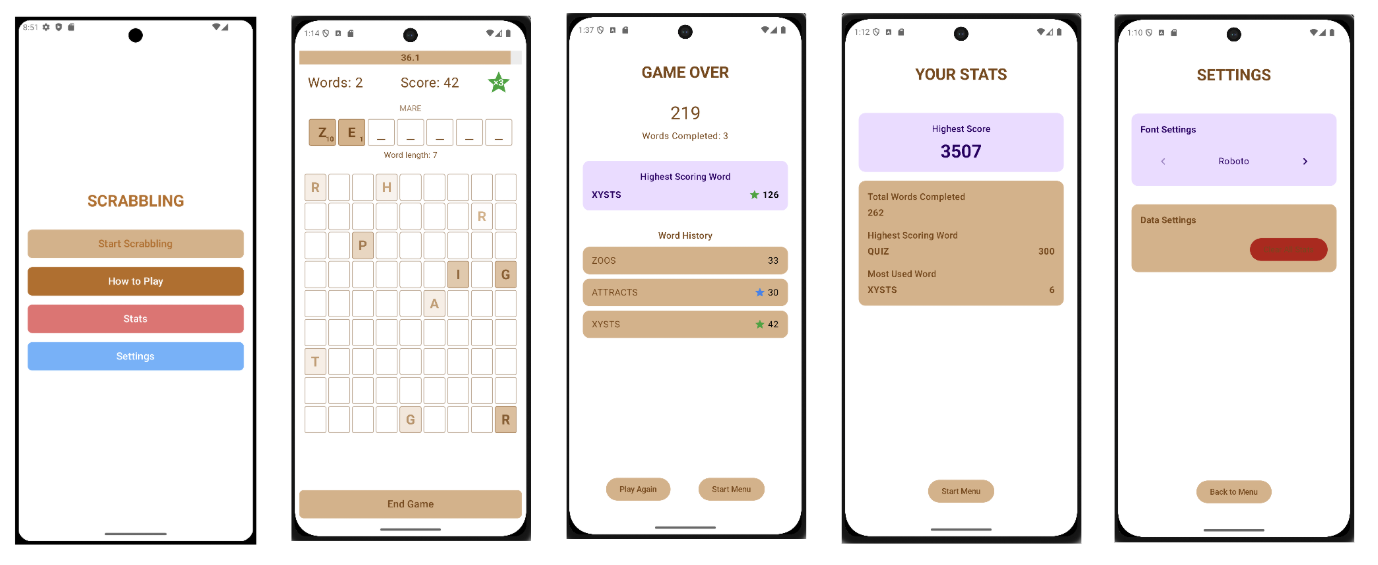 8:51
SCRABBLING
Start Scrabbling
How to Play
Stats
Settings
1:14
36.1
Words: 2 Score: 42 x3
MARE
Z10 E1 _ _ _ _ _
Word length: 7
R H
R
P
I G
A
T
G R
End Game
1:37
GAME OVER
219
Words Completed: 3
Highest Scoring Word
XYSTS 126
Word History
ZOOS 33
ATTRACTS 30
XYSTS 42
Play Again Start Menu
1:12
YOUR STATS
Highest Score
3507
Total Words Completed
262
Highest Scoring Word
QUIZ 300
Most Used Word
XYSTS 6
Start Menu
1:10
SETTINGS
Font Settings
< Roboto >
Data Settings
Back to Menu